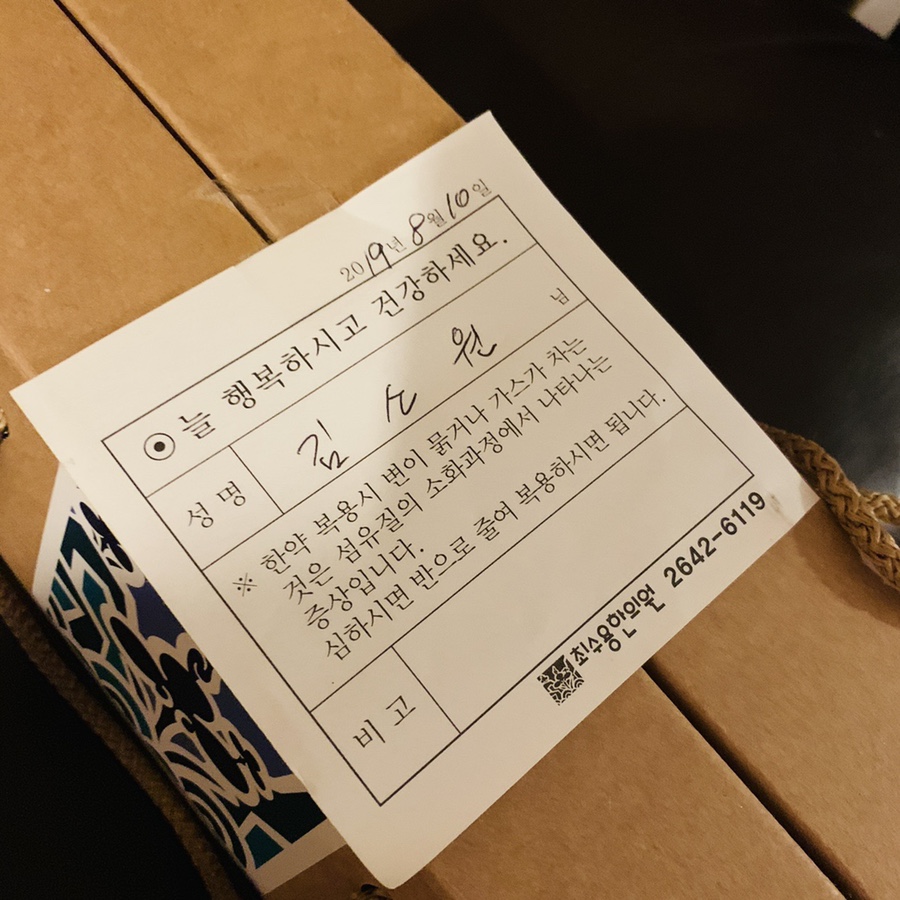 2019년 8월 10일
⊙ 늘 행복하시고 건강하세요.
성 명 김 소 원 님
※ 한약 복용시 변이 묽거나 가스가 차는
것은 섬유질의 소화과정에서 나타나는
증상입니다.
심하시면 반으로 줄여 복용하시면 됩니다.
비 고
최수용한의원 2642-6119